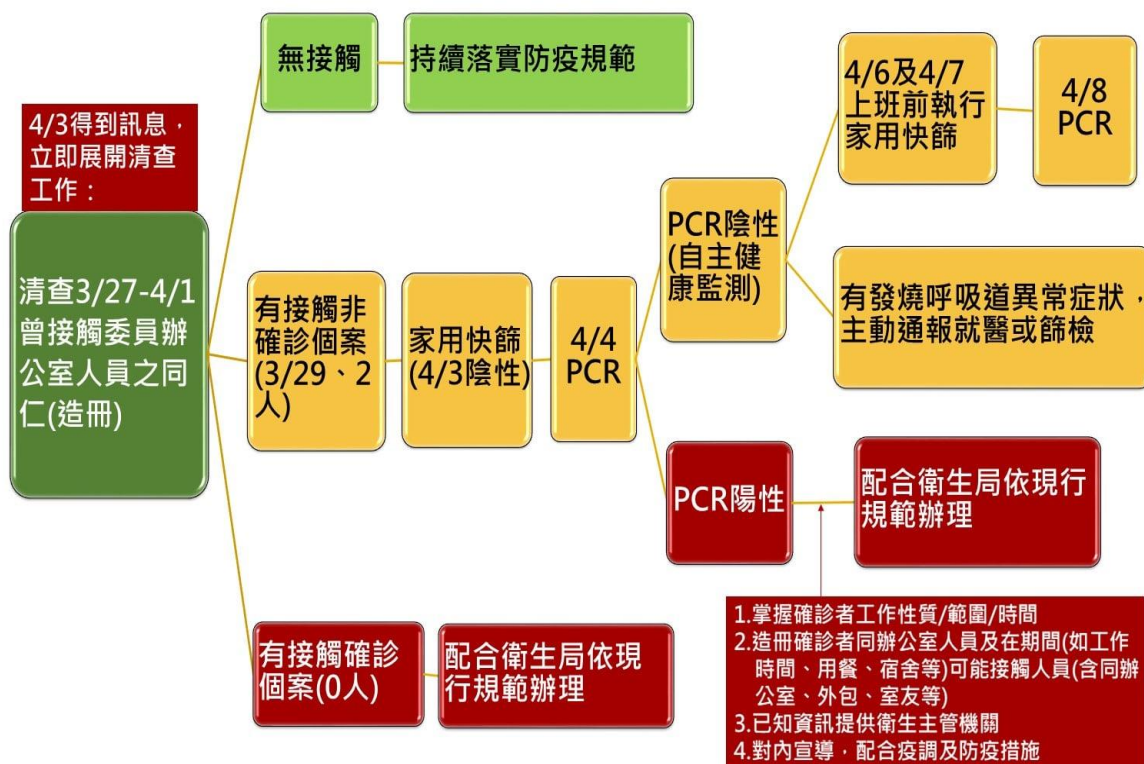 4/3得到訊息，
立即展開清查
工作：
清查3/27-4/1
曾接觸委員辦
公室人員之同
仁(造冊)
無接觸
持續落實防疫規範
有接觸非
確診個案
(3/29、2
人)
家用快篩
(4/3陰性)
4/4
PCR
PCR陰性
(自主健
康監測)
4/6及4/7
上班前執行
家用快篩
4/8
PCR
有發燒呼吸道異常症狀，
主動通報就醫或篩檢
PCR陽性
配合衛生局依現行
規範辦理
1.掌握確診者工作性質/範圍/時間
2.造冊確診者同辦公室人員及在期間(如工作
時間、用餐、宿舍等)可能接觸人員(含同辦
公室、外包、室友等)
3.已知資訊提供衛生主管機關
4.對內宣導，配合疫調及防疫措施
有接觸確診
個案(0人)
配合衛生局依現
行規範辦理